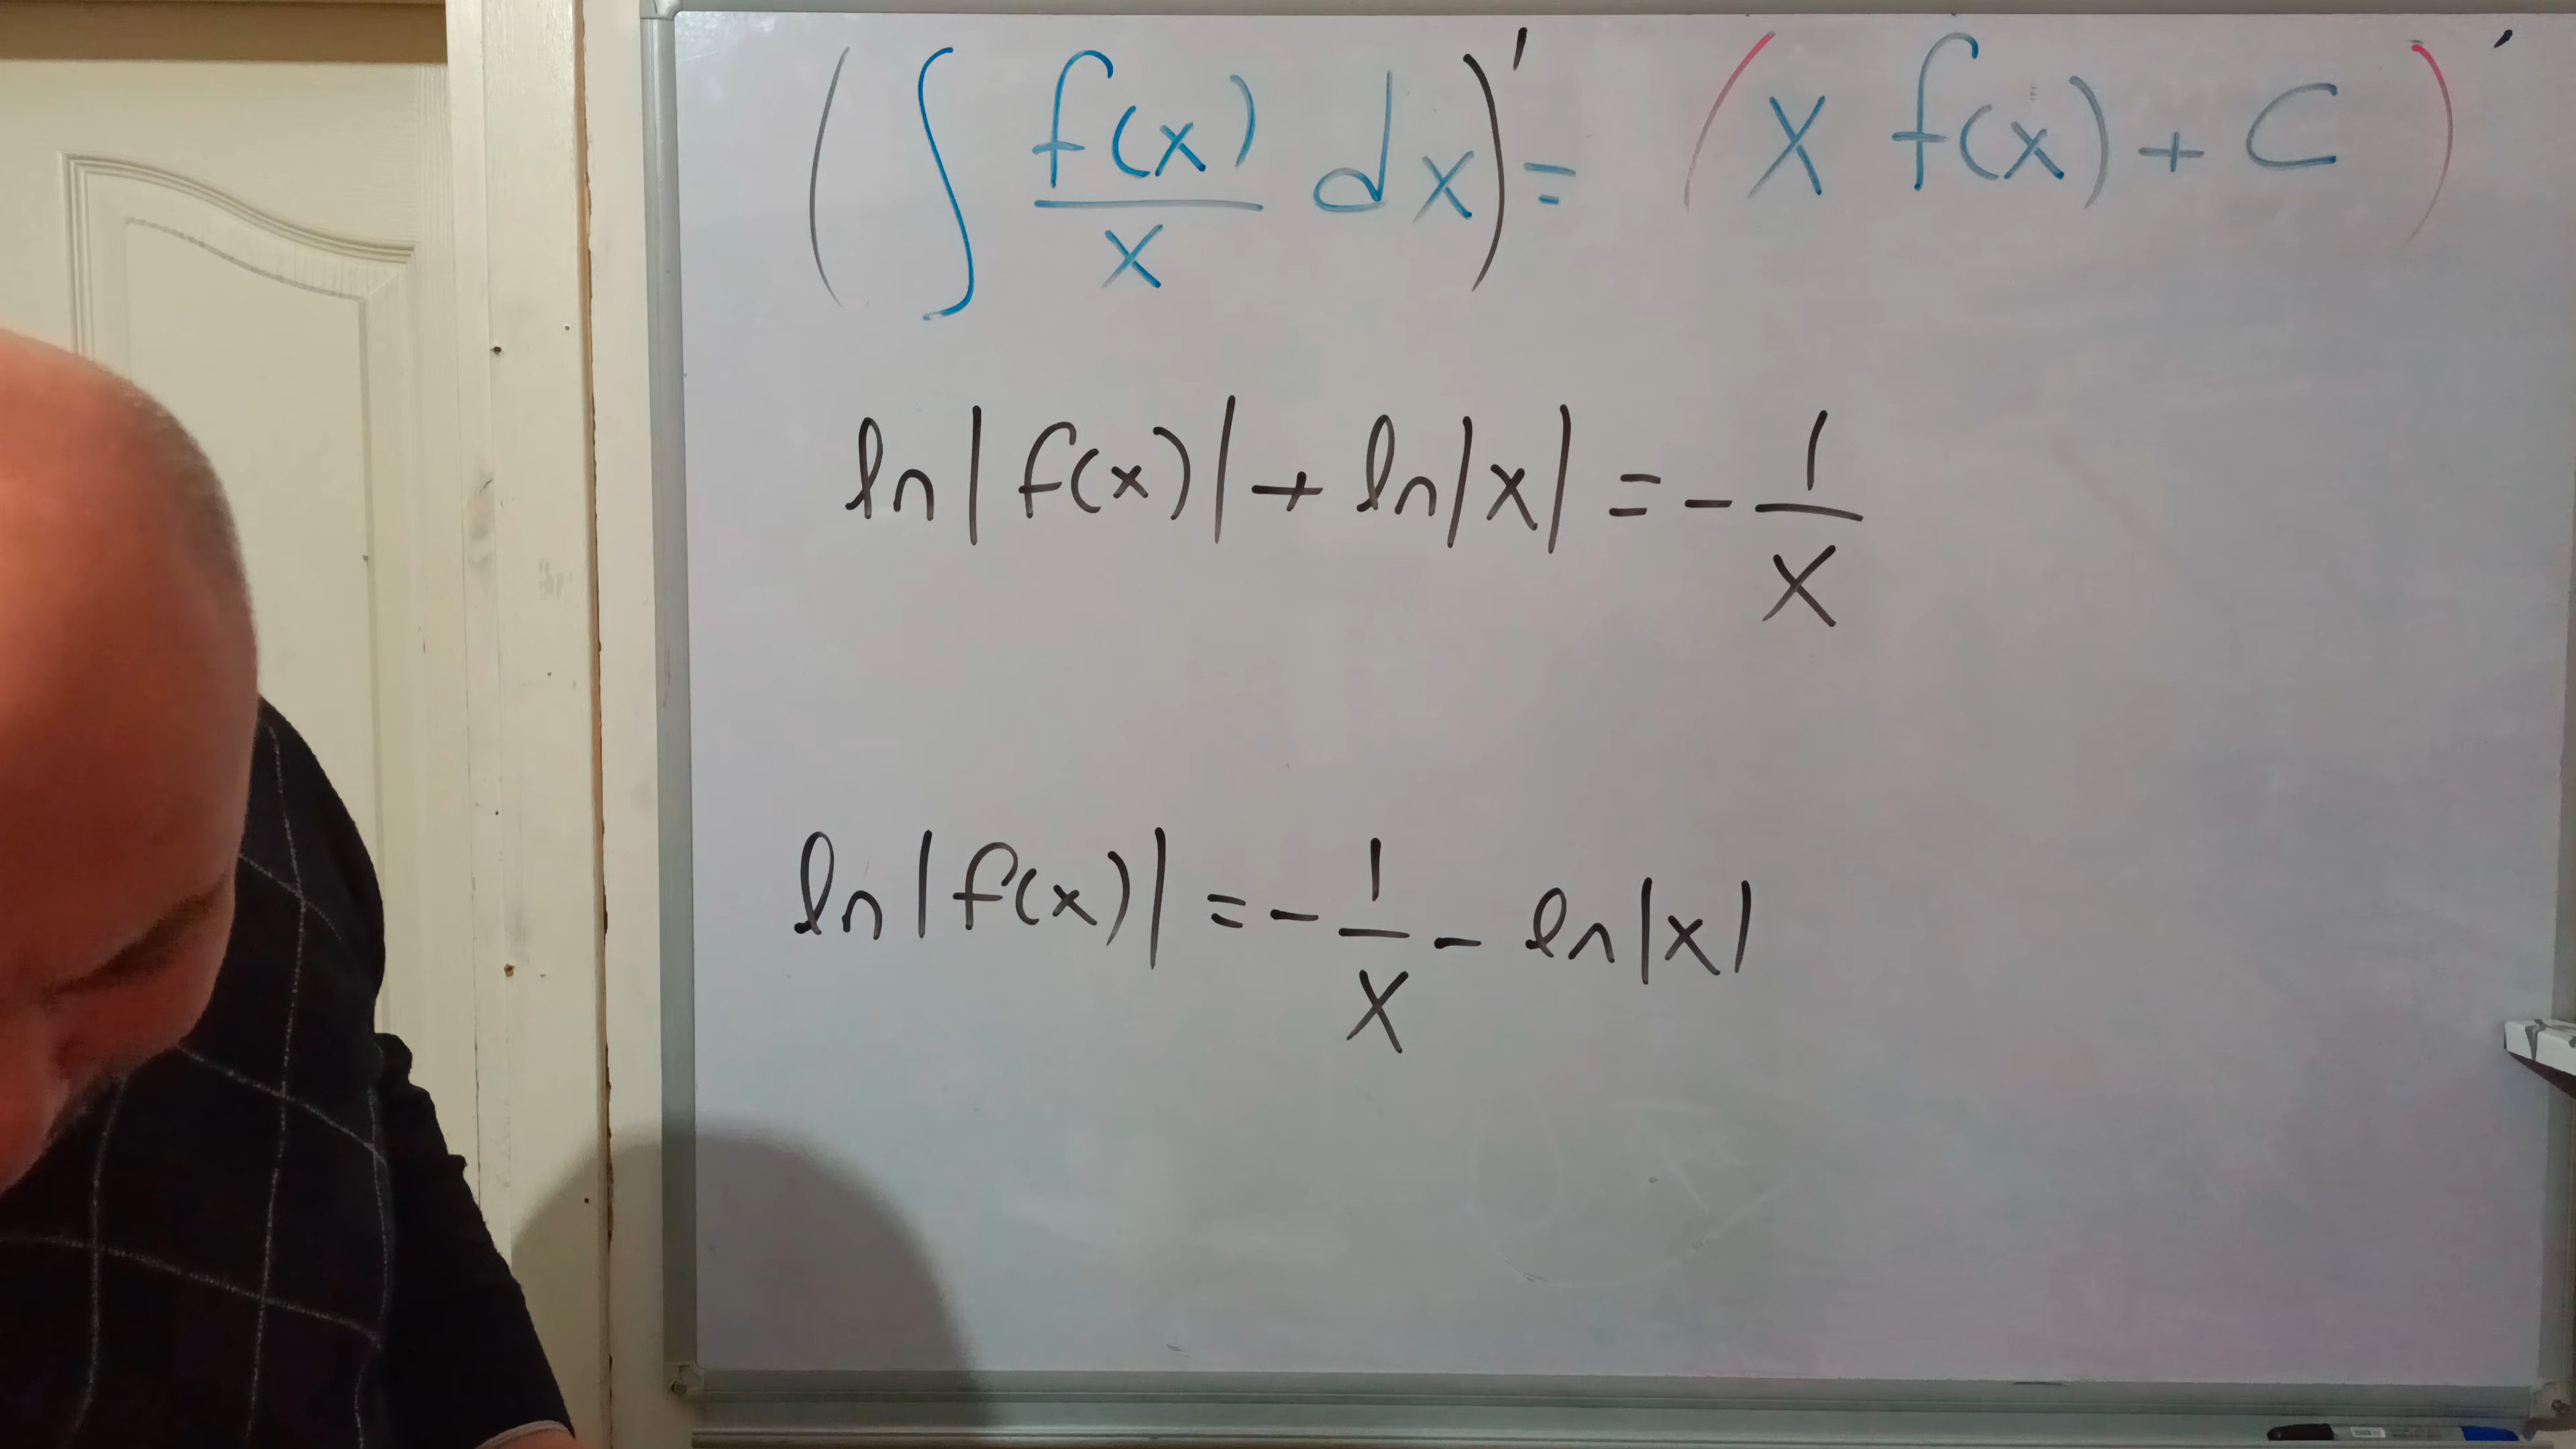 (∫ f(x)/x dx)' = (x f(x) + C)'
ln|f(x)| + ln|x| = - 1/x
ln|f(x)| = - 1/x - ln|x|